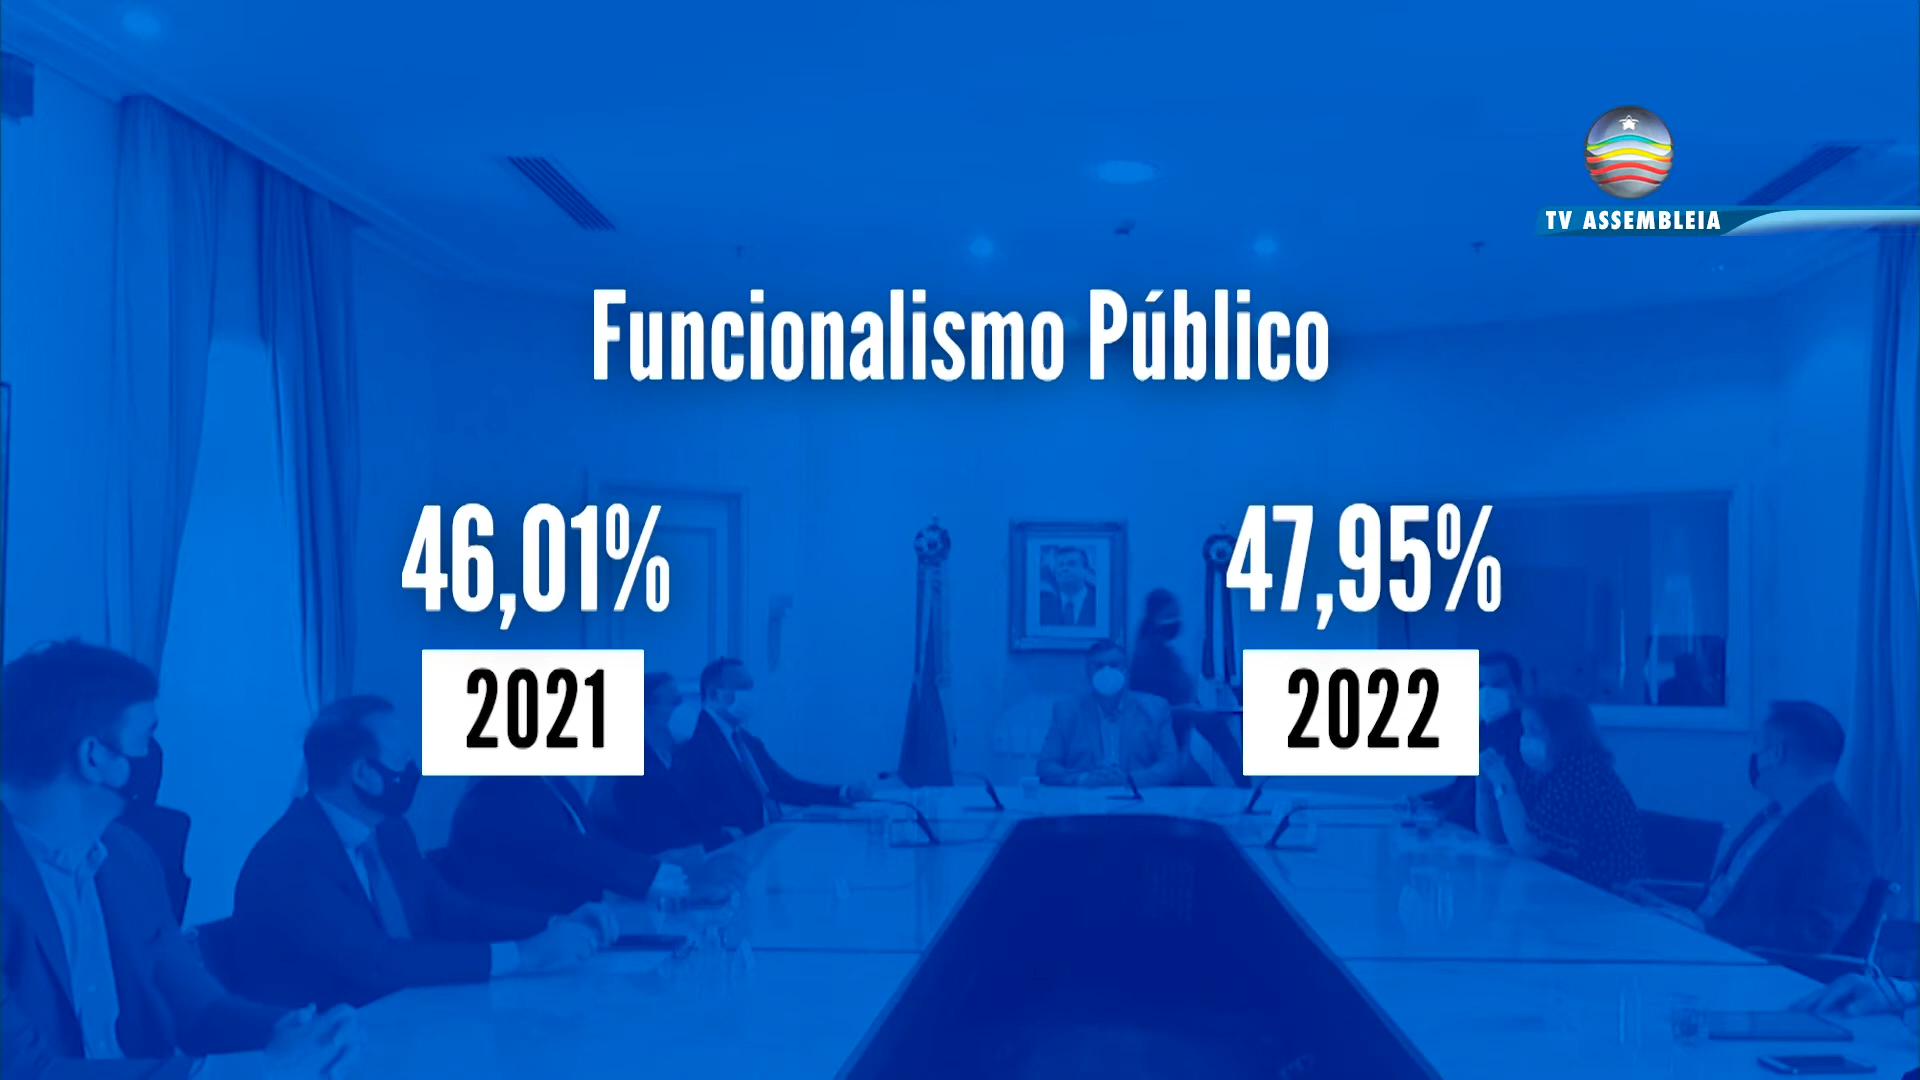 TV ASSEMBLEIA
Funcionalismo Público
46,01%
47,95%
2021
2022